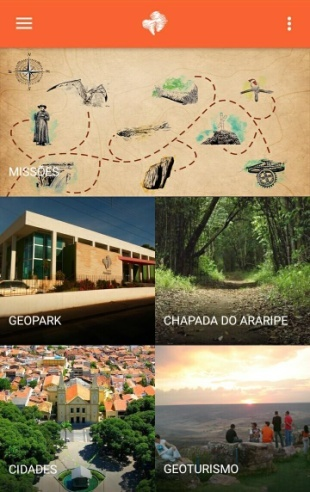 MISSÕES
GEOPARK
CHAPADA DO ARARIPE
CIDADES
GEOTURISMO